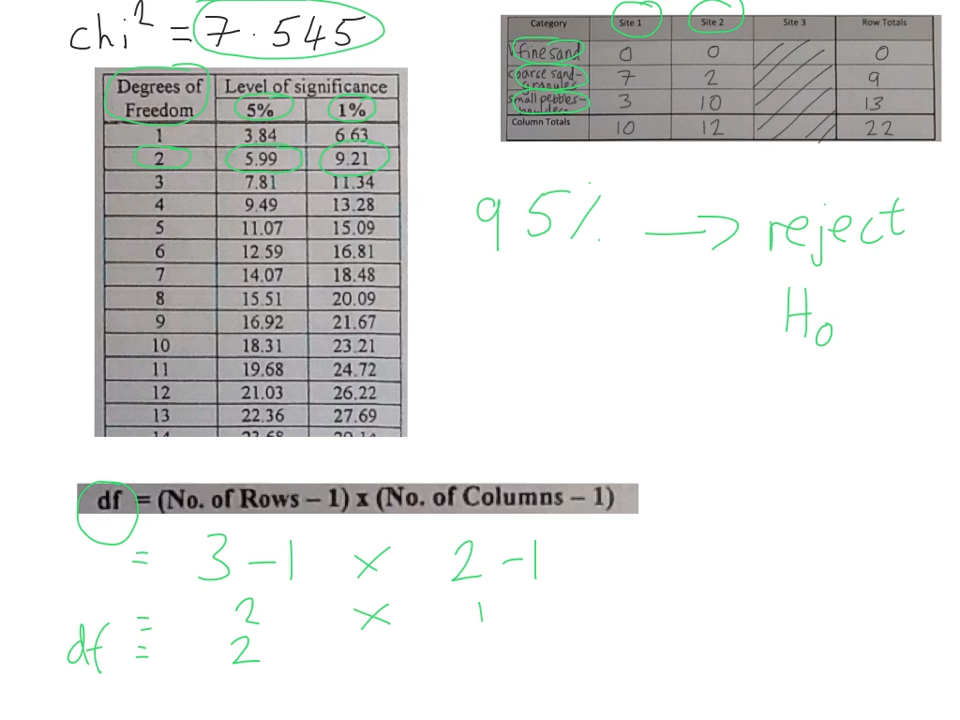 chi² = 7.545
Degrees of Freedom Level of significance
5% 1%
1 3.84 6.63
2 5.99 9.21
3 7.81 11.34
4 9.49 13.28
5 11.07 15.09
6 12.59 16.81
7 14.07 18.48
8 15.51 20.09
9 16.92 21.67
10 18.31 23.21
11 19.68 24.72
12 21.03 26.22
13 22.36 27.69
14 23.68 29.14
Category Site 1 Site 2 Site 3 Row Totals
fine sand 0 0 0
coarse sand- 7 2 9
small pebbles- 3 10 13
Column Totals 10 12 22
95% → reject
H₀
df = (No. of Rows – 1) x (No. of Columns – 1)
= 3 - 1 × 2 - 1
= 2 × 1
df = 2